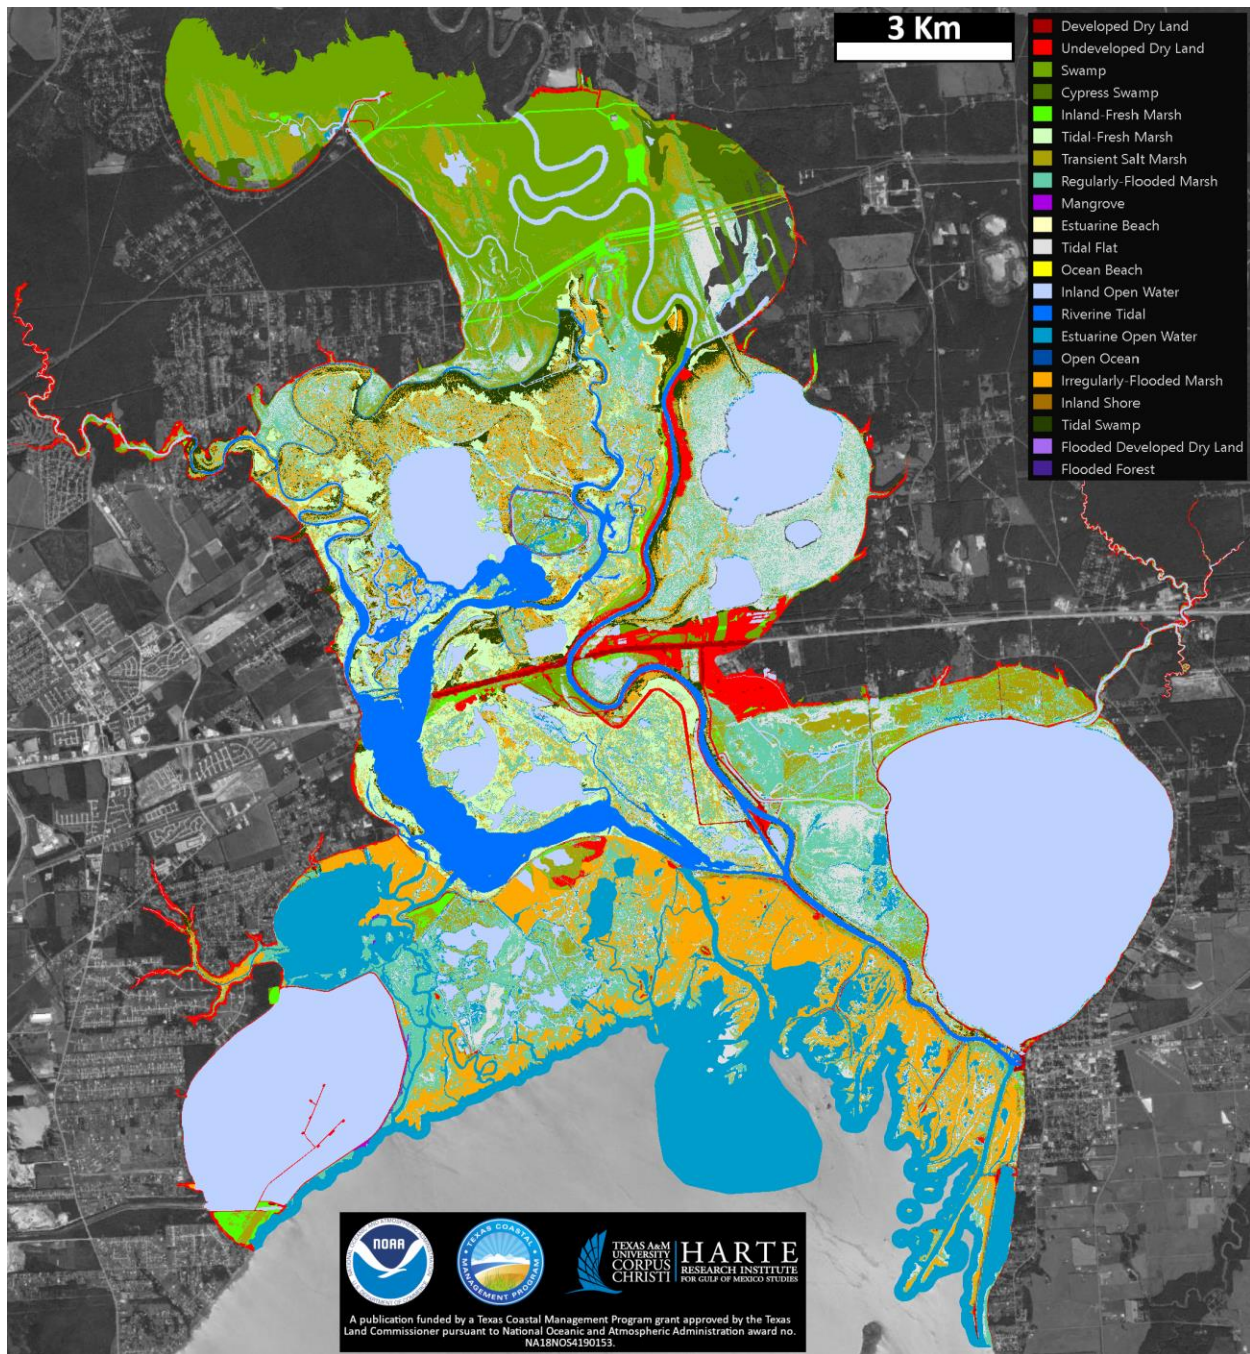 3 Km
Developed Dry Land
Undeveloped Dry Land
Swamp
Cypress Swamp
Inland-Fresh Marsh
Tidal-Fresh Marsh
Transient Salt Marsh
Regularly-Flooded Marsh
Mangrove
Estuarine Beach
Tidal Flat
Ocean Beach
Inland Open Water
Riverine Tidal
Estuarine Open Water
Open Ocean
Irregularly-Flooded Marsh
Inland Shore
Tidal Swamp
Flooded Developed Dry Land
Flooded Forest
NOAA
TEXAS COASTAL
MANAGEMENT PROGRAM
TEXAS A&M
UNIVERSITY
CORPUS
CHRISTI
HARTE
RESEARCH INSTITUTE
FOR GULF OF MEXICO STUDIES
A publication funded by a Texas Coastal Management Program grant approved by the Texas
Land Commissioner pursuant to National Oceanic and Atmospheric Administration award no.
NA18NOS4190153.